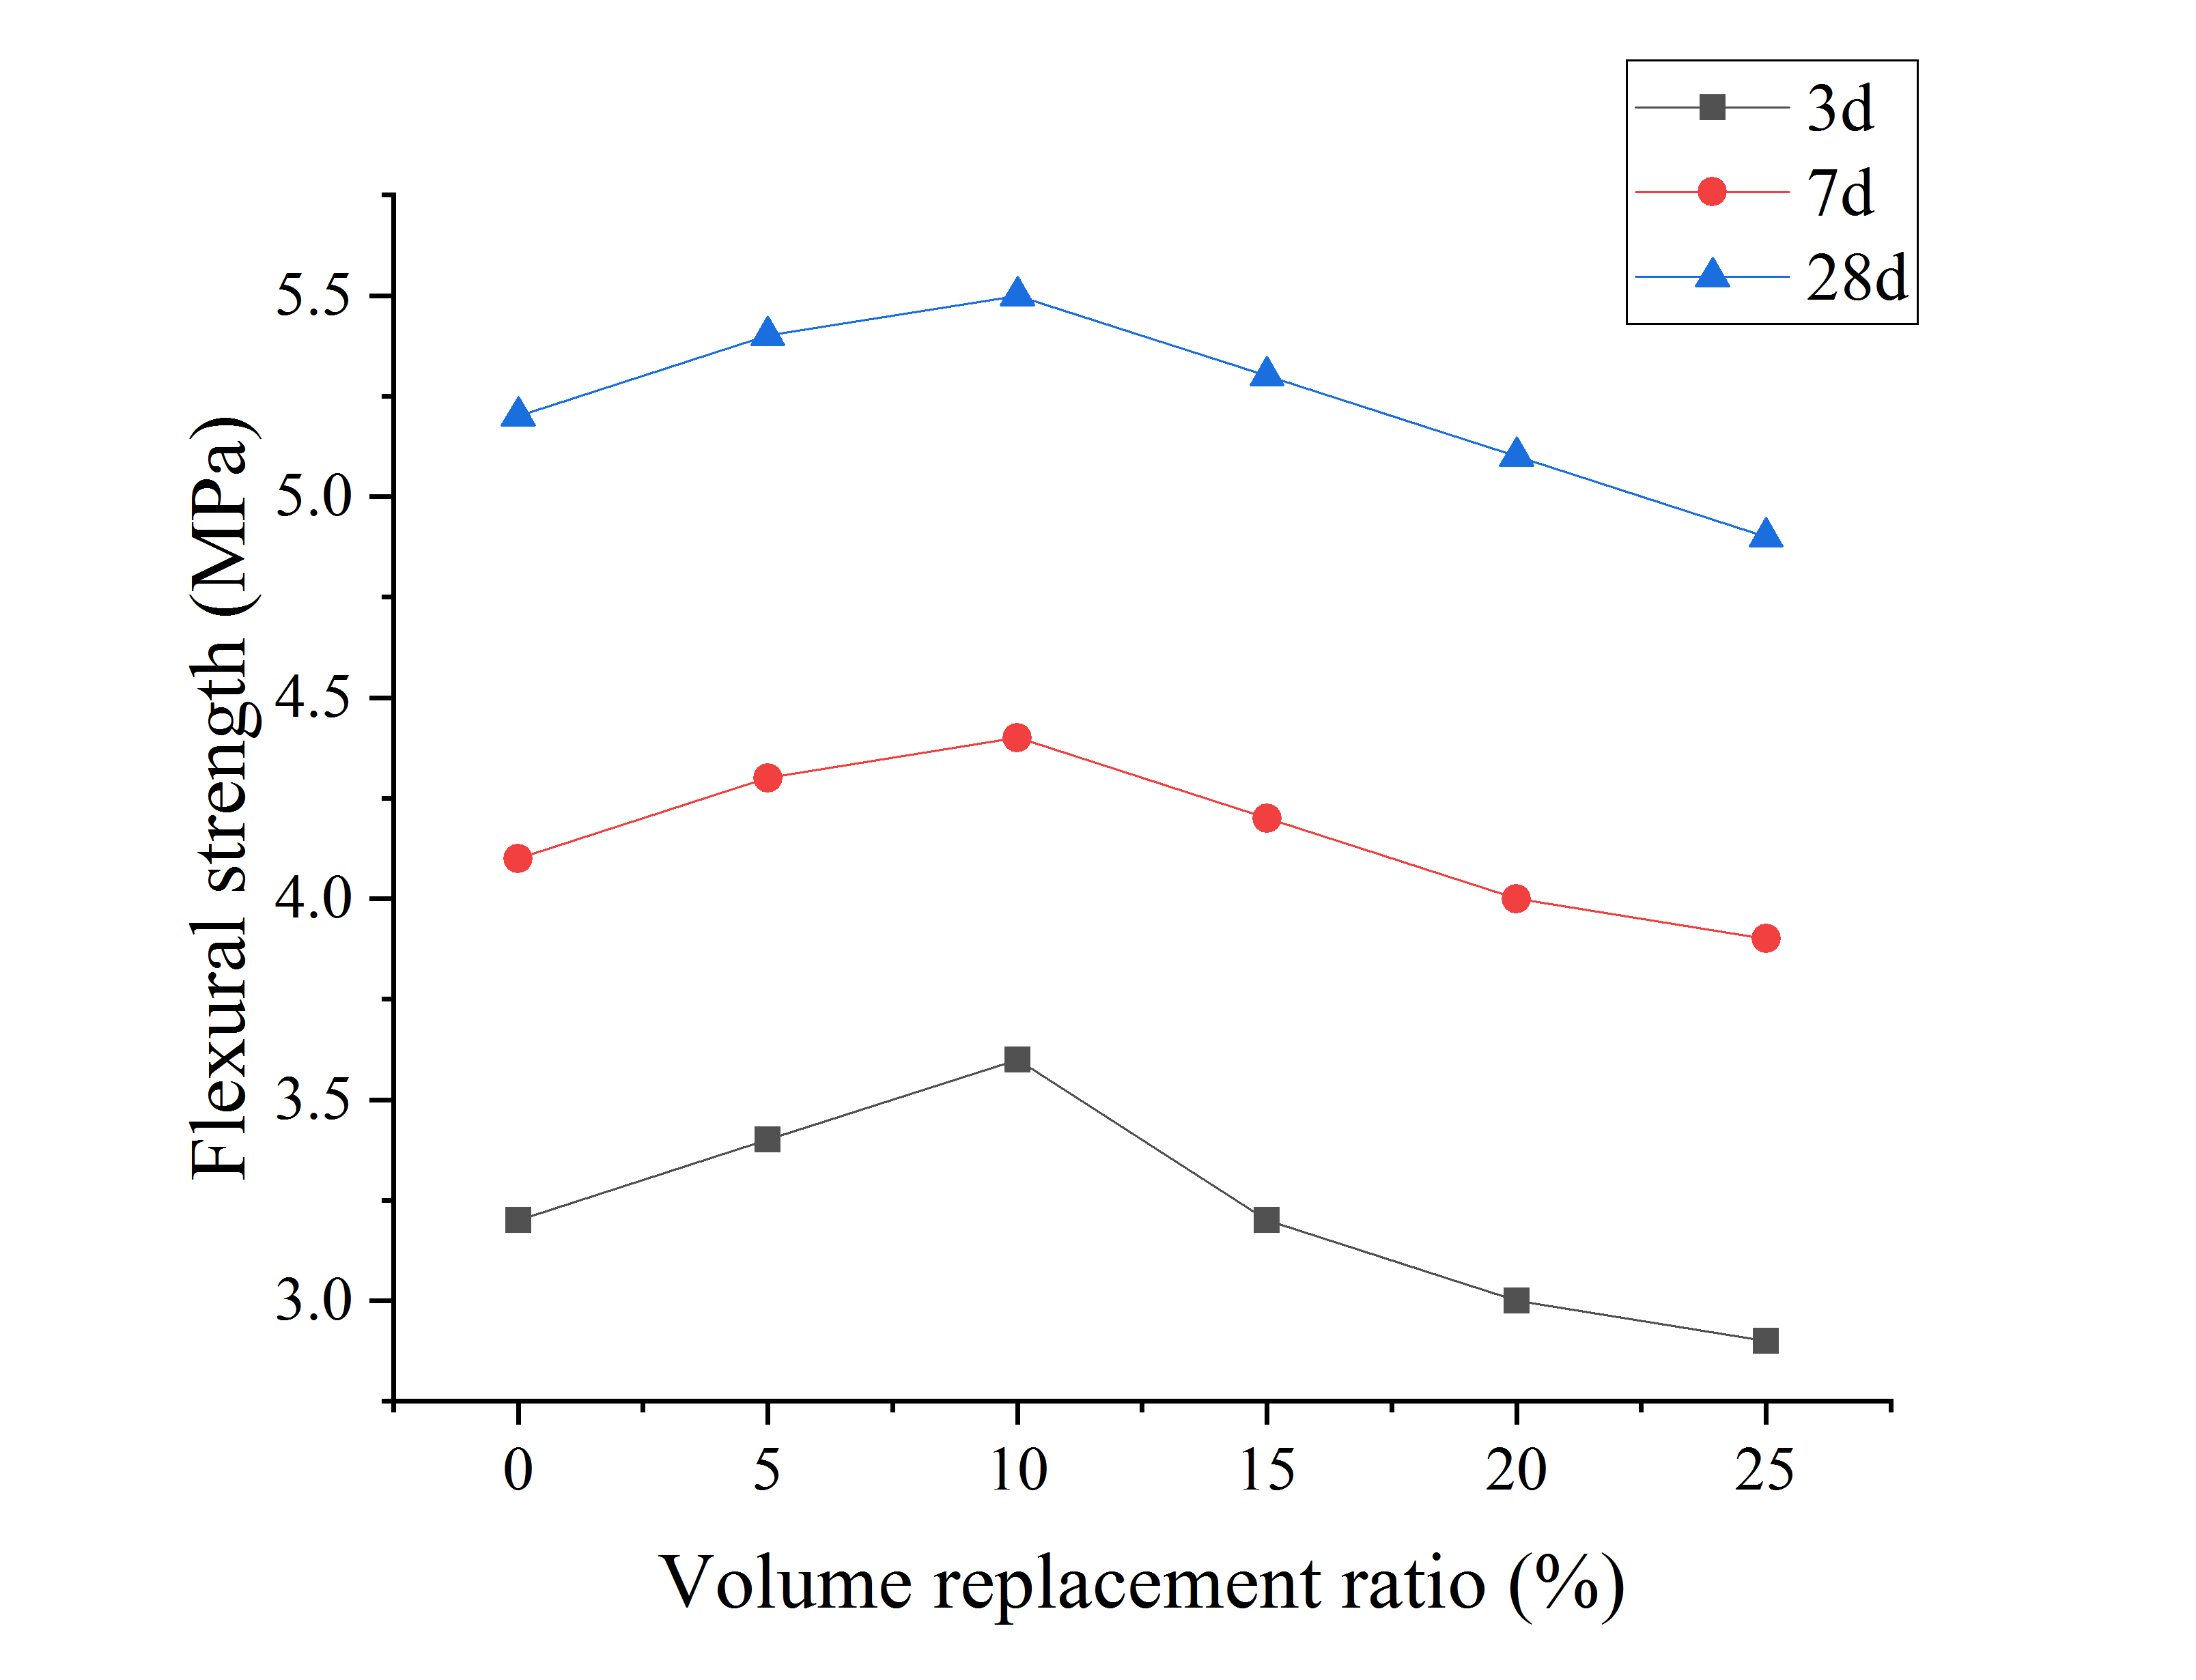 3d
7d
28d
5.5
5.0
4.5
4.0
3.5
3.0
Flexural strength (MPa)
0 5 10 15 20 25
Volume replacement ratio (%)